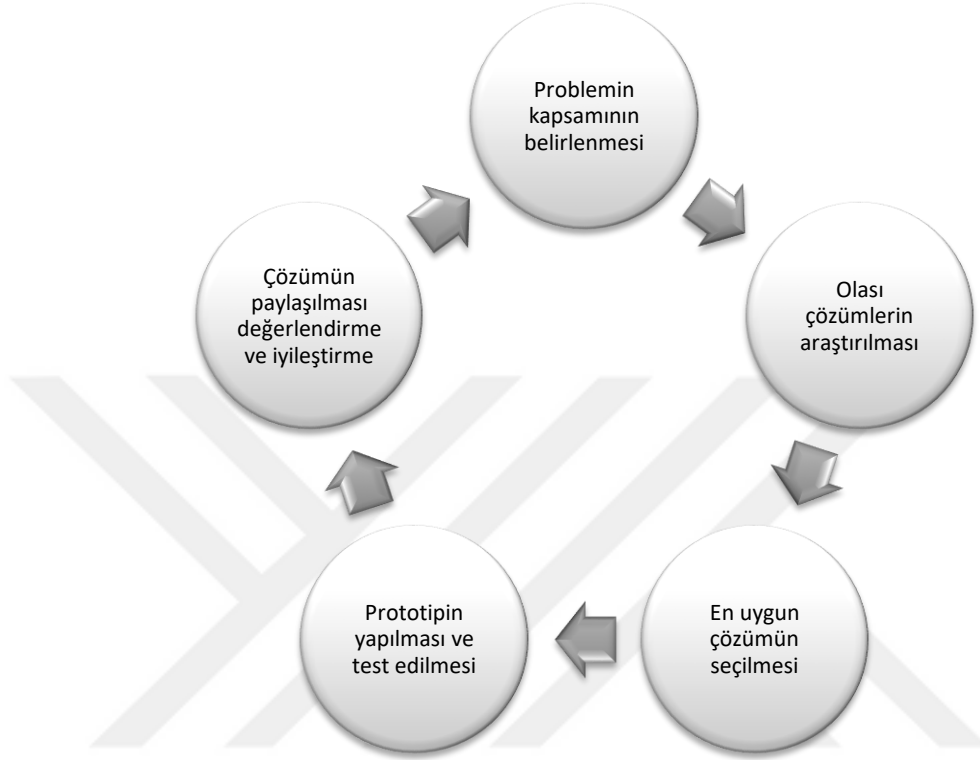 Problemin
kapsamının
belirlenmesi
Olası
çözümlerin
araştırılması
En uygun
çözümün
seçilmesi
Prototipin
yapılması ve
test edilmesi
Çözümün
paylaşılması
değerlendirme
ve iyileştirme